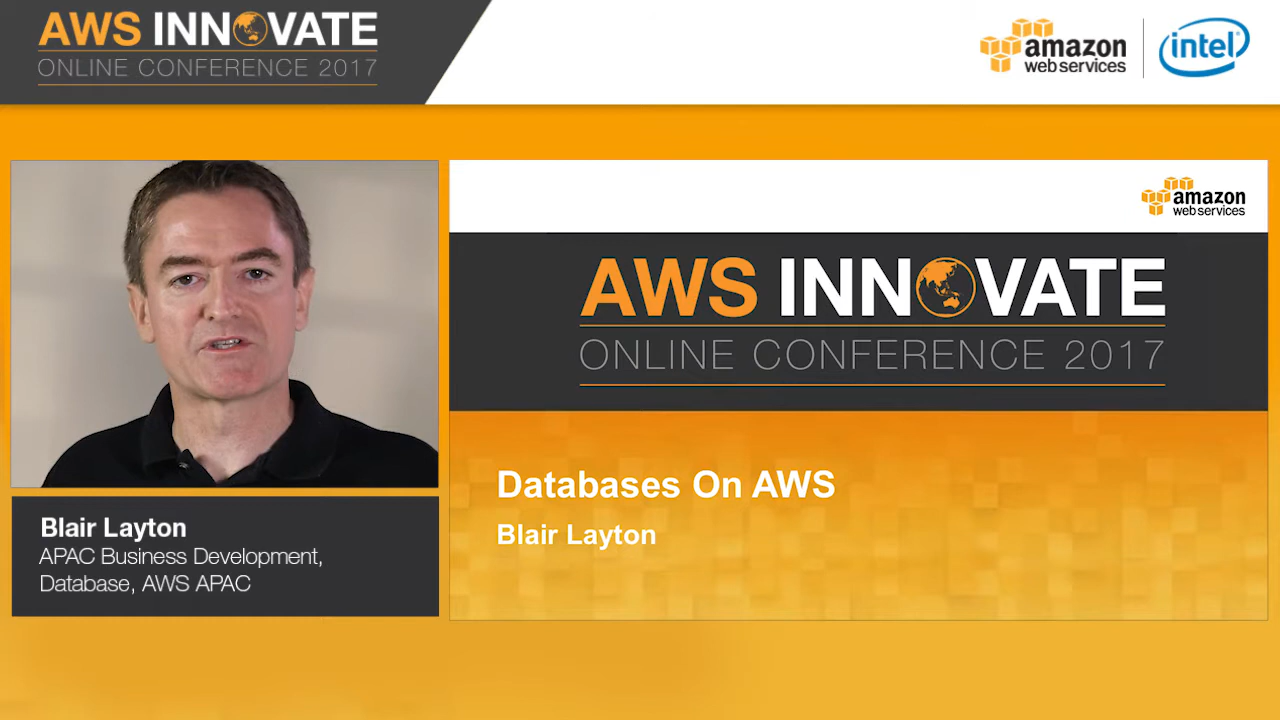 AWS INNOVATE
ONLINE CONFERENCE 2017
amazon
web services
intel
amazon
web services
AWS INNOVATE
ONLINE CONFERENCE 2017
Databases On AWS
Blair Layton
Blair Layton
APAC Business Development,
Database, AWS APAC